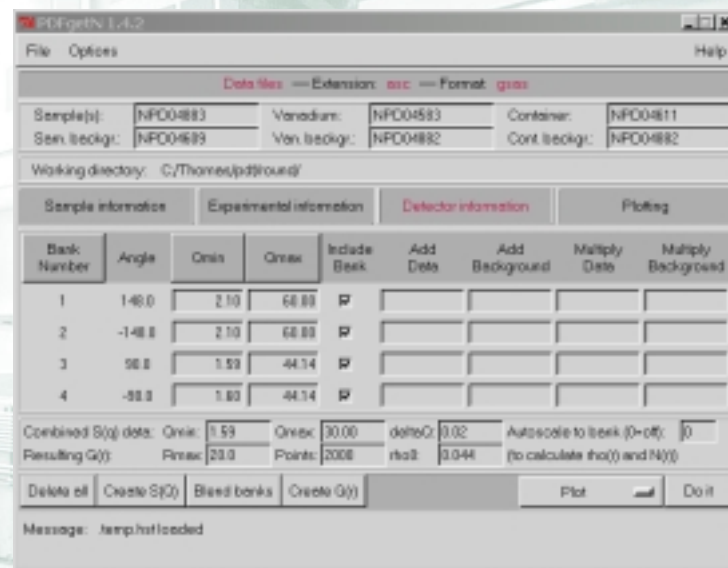 PDFgetN 1.4.2
File Options Help
Data files — Extension: asc — Format: gsas
Sample(s): NPD04883 Vanadium: NPD04583 Container: NPD04611
Sam. backgr.: NPD04609 Van. backgr.: NPD04882 Cont. backgr.: NPD04882
Working directory: C:/Thomas/pdf/round/
Sample information Experimental information Detector information Plotting
Bank Number Angle Qmin Qmax Include Bank Add Data Add Background Multiply Data Multiply Background
1 148.0 2.10 60.00
2 -148.0 2.10 60.00
3 90.0 1.59 44.14
4 -90.0 1.60 44.14
Combined S(q) data: Qmin: 1.59 Qmax: 30.00 deltaQ: 0.02 Autoscale to bank (0=off): 0
Resulting G(r): Rmax: 20.0 Points: 2000 rho0: 0.044 (to calculate rho(r) and N(r))
Delete all Create S(Q) Blend banks Create G(r) Plot Do it
Message: /temp.hst loaded